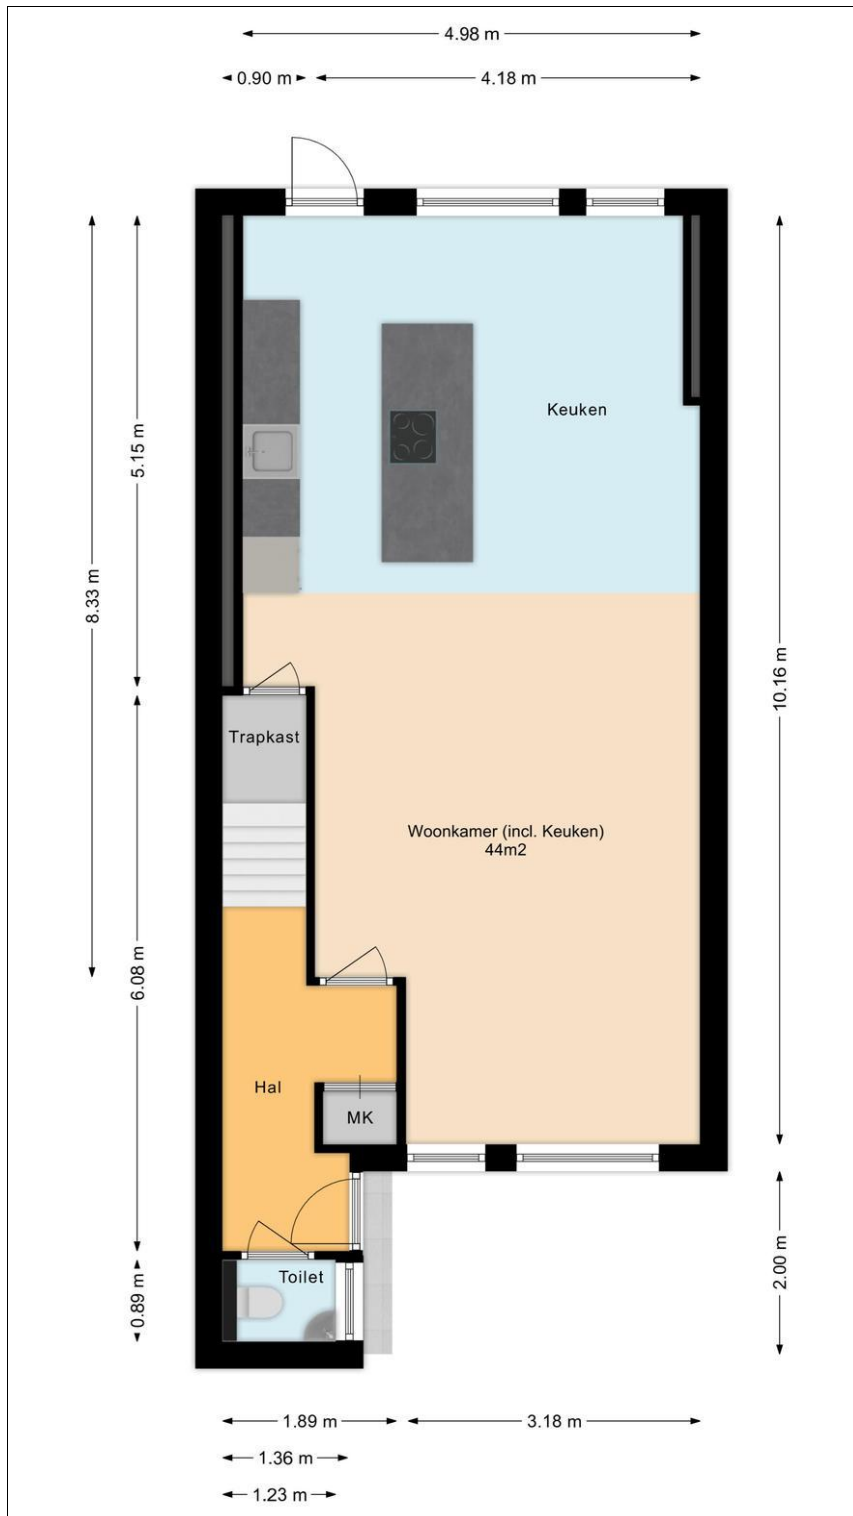 4.98 m
0.90 m
4.18 m
Keuken
5.15 m
8.33 m
10.16 m
Trapkast
Woonkamer (incl. Keuken)
44m2
6.08 m
Hal
MK
2.00 m
Toilet
0.89 m
1.89 m
3.18 m
1.36 m
1.23 m